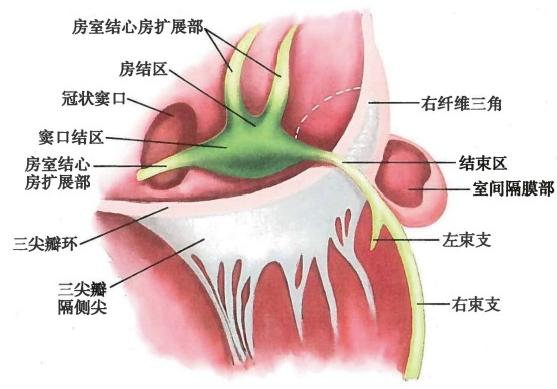 房室结心房扩展部
房结区
冠状窦口
窦口结区
房室结心
房扩展部
三尖瓣环
三尖瓣
隔侧尖
右纤维三角
结束区
室间隔膜部
左束支
右束支